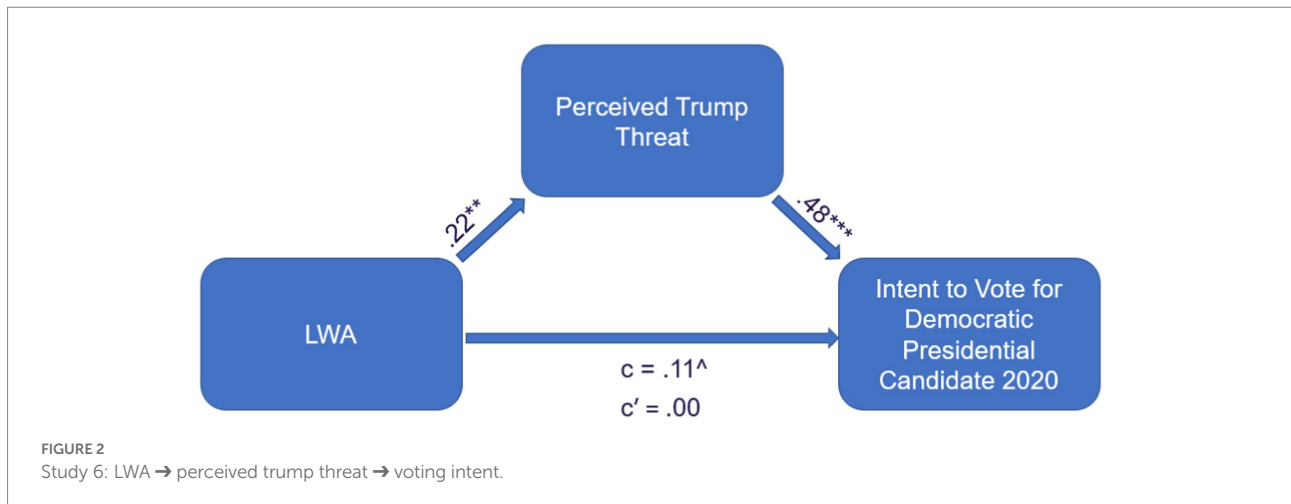 Perceived Trump
Threat
.22**
.48***
LWA
Intent to Vote for
Democratic
Presidential
Candidate 2020
c = .11^
c′ = .00
FIGURE 2
Study 6: LWA ➔ perceived trump threat ➔ voting intent.